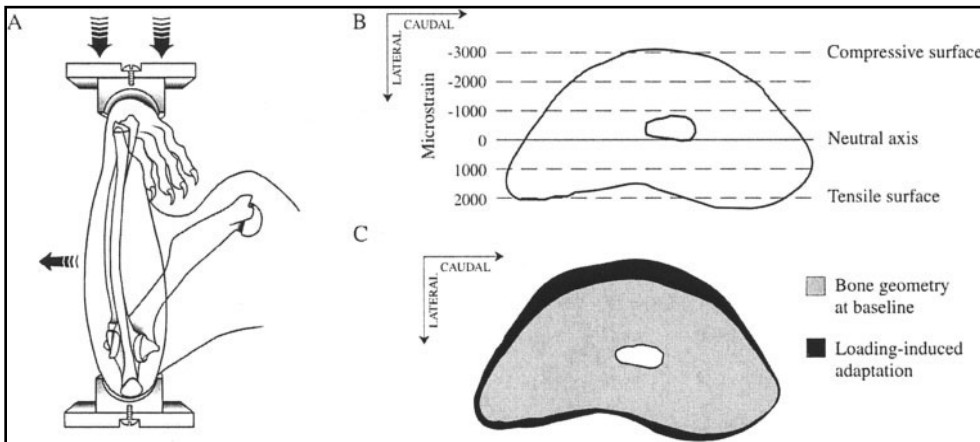 A
B
CAUDAL
LATERAL
Microstrain
-3000
-2000
-1000
0
1000
2000
Compressive surface
Neutral axis
Tensile surface
C
CAUDAL
LATERAL
Bone geometry
at baseline
Loading-induced
adaptation